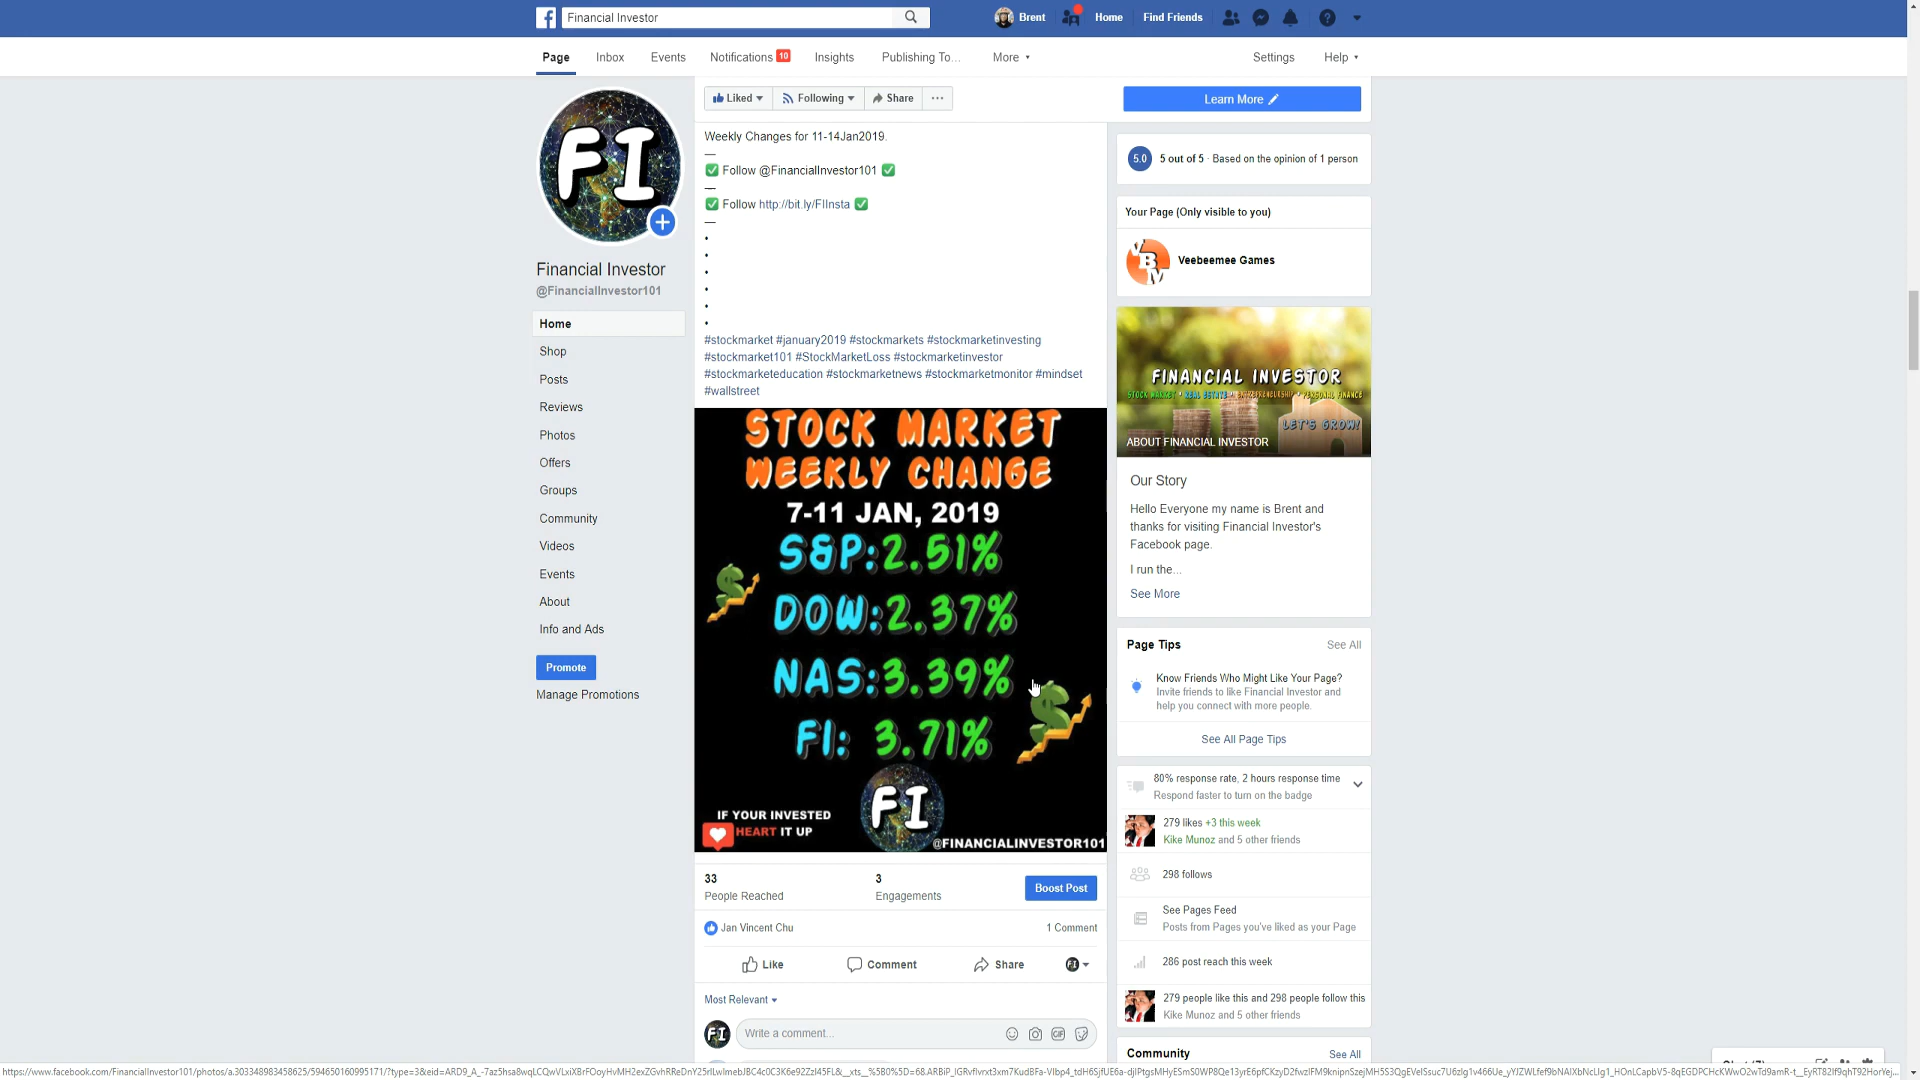 Financial Investor
Brent
Home
Find Friends
Page
Inbox
Events
Notifications 10
Insights
Publishing To...
More
Settings
Help
Liked
Following
Share
Learn More
FI
Financial Investor
@FinancialInvestor101
Home
Shop
Posts
Reviews
Photos
Offers
Groups
Community
Videos
Events
About
Info and Ads
Promote
Manage Promotions
Weekly Changes for 11-14Jan2019.
—
✅ Follow @FinancialInvestor101 ✅
—
✅ Follow http://bit.ly/FIInsta ✅
—
•
•
•
•
•
•
#stockmarket #january2019 #stockmarkets #stockmarketinvesting
#stockmarket101 #StockMarketLoss #stockmarketinvestor
#stockmarketeducation #stockmarketnews #stockmarketmonitor #mindset
#wallstreet
STOCK MARKET
WEEKLY CHANGE
7-11 JAN, 2019
S&P:2.51%
DOW:2.37%
NAS:3.39%
FI: 3.71%
IF YOUR INVESTED
HEART IT UP
FI
@FINANCIALINVESTOR101
33
People Reached
3
Engagements
Boost Post
Jan Vincent Chu
1 Comment
Like
Comment
Share
Most Relevant
FI
Write a comment...
5.0
5 out of 5 · Based on the opinion of 1 person
Your Page (Only visible to you)
VBM
Veebeemee Games
FINANCIAL INVESTOR
STOCK MARKET * REAL ESTATE * ENTREPRENEURSHIP * PERSONAL FINANCE
LET'S GROW!
ABOUT FINANCIAL INVESTOR
Our Story
Hello Everyone my name is Brent and
thanks for visiting Financial Investor's
Facebook page.
I run the...
See More
Page Tips
See All
Know Friends Who Might Like Your Page?
Invite friends to like Financial Investor and
help you connect with more people.
See All Page Tips
80% response rate, 2 hours response time
Respond faster to turn on the badge
279 likes +3 this week
Kike Munoz and 5 other friends
298 follows
See Pages Feed
Posts from Pages you've liked as your Page
286 post reach this week
279 people like this and 298 people follow this
Kike Munoz and 5 other friends
Community
See All